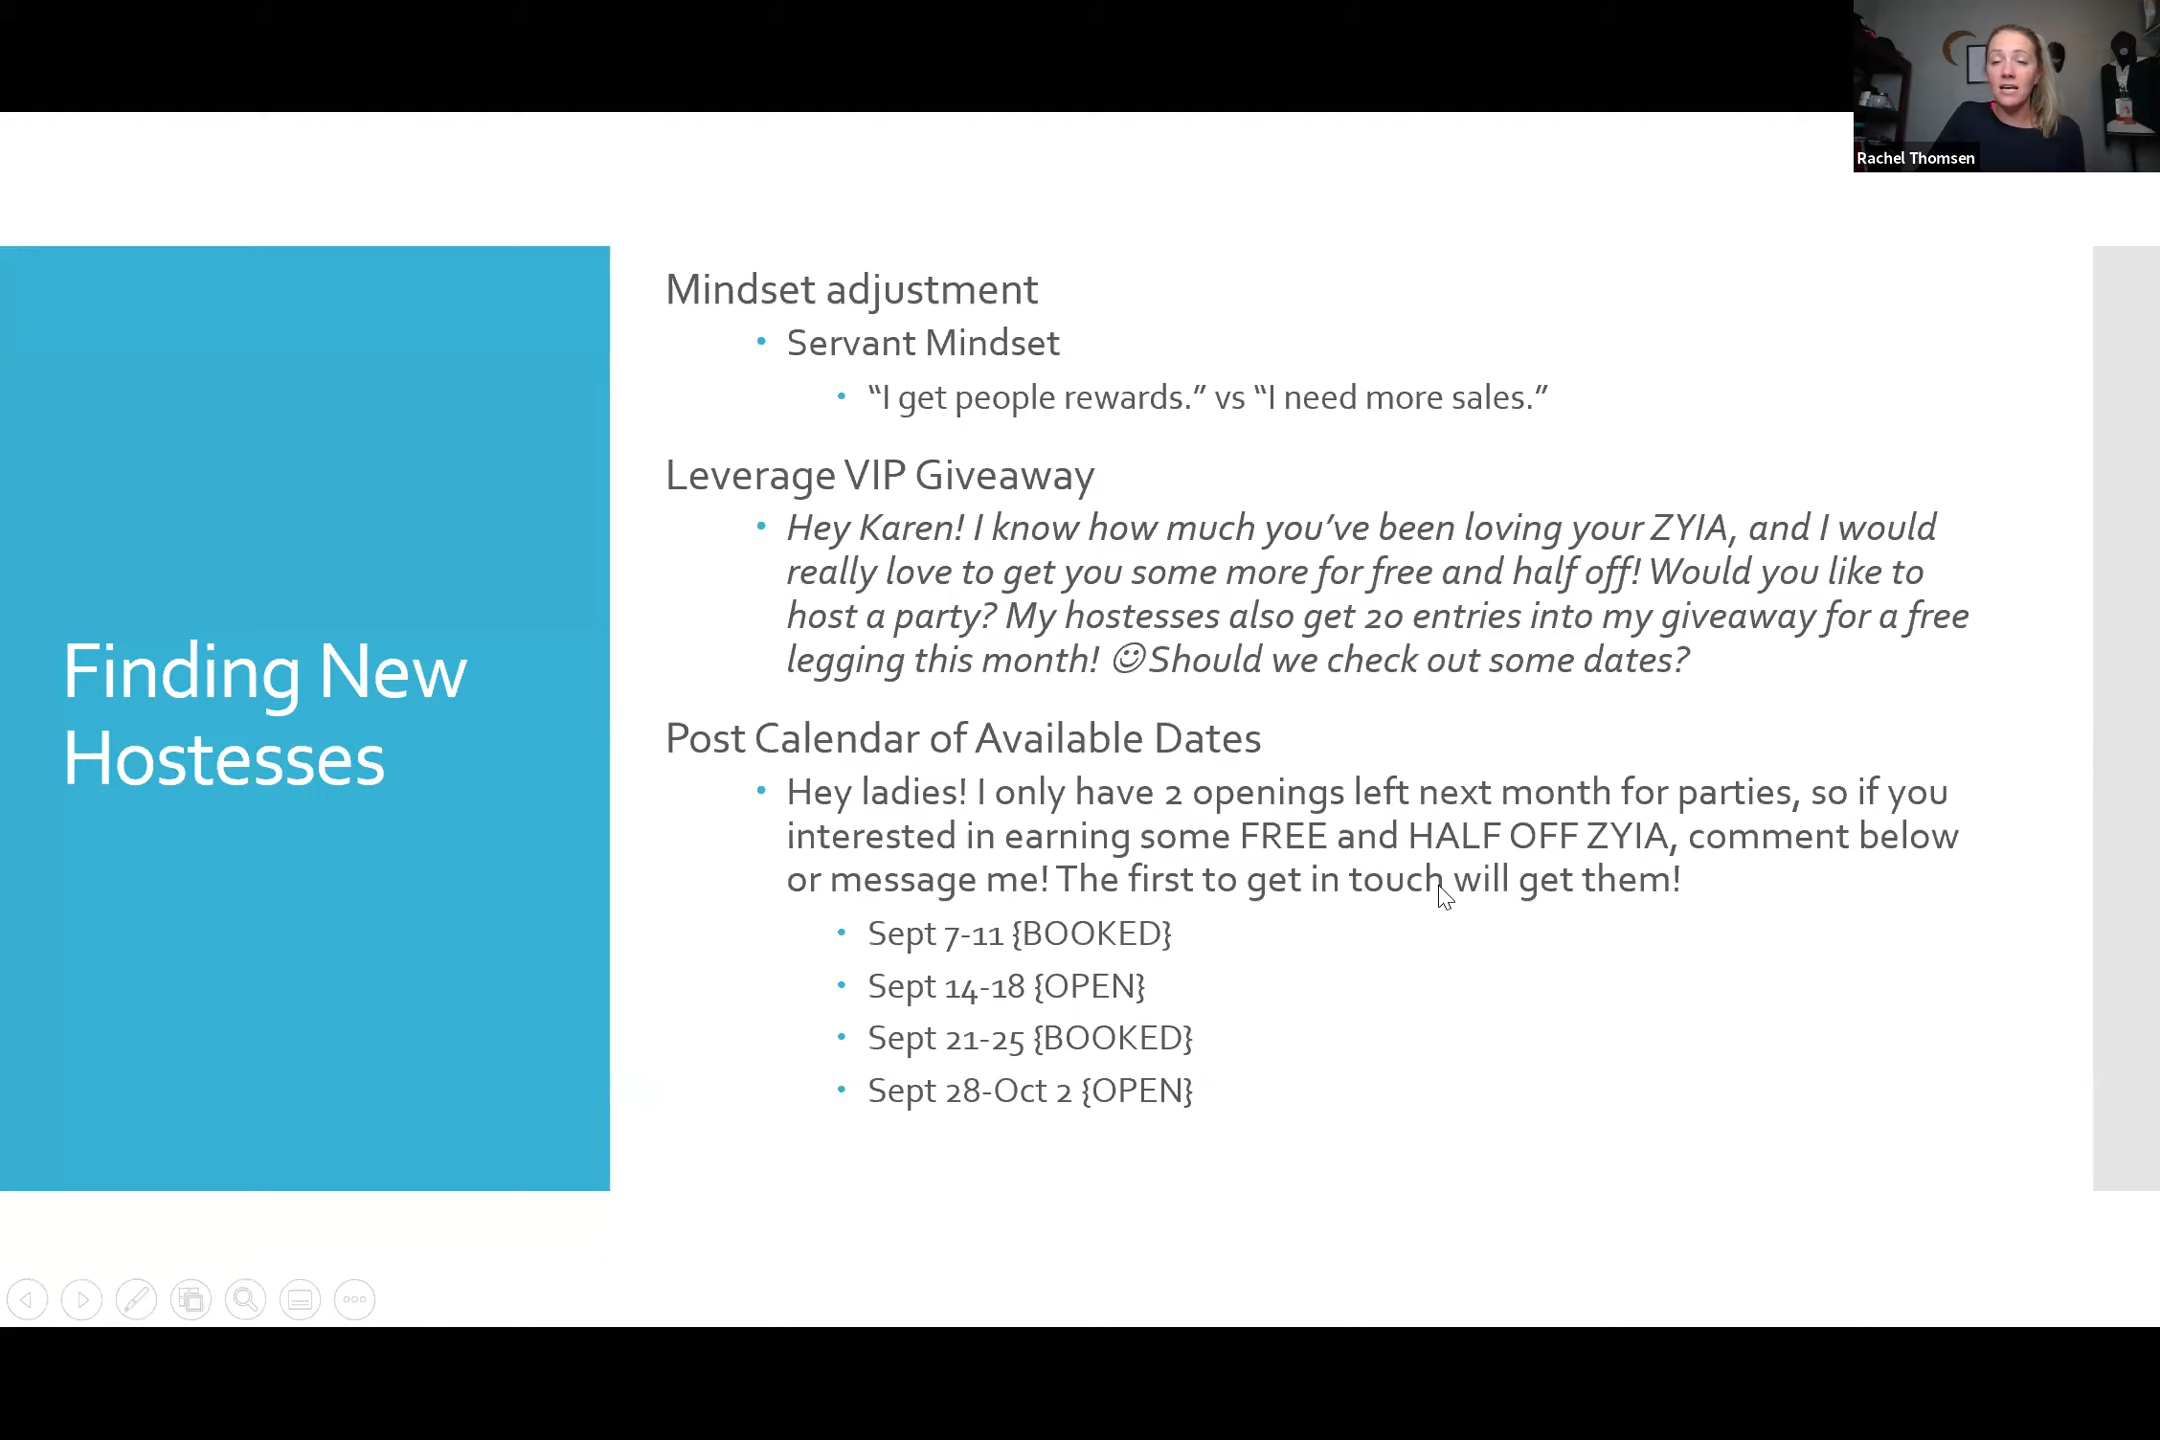 Rachel Thomsen
Finding New
Hostesses
Mindset adjustment
• Servant Mindset
• “I get people rewards.” vs “I need more sales.”
Leverage VIP Giveaway
• Hey Karen! I know how much you’ve been loving your ZYIA, and I would
really love to get you some more for free and half off! Would you like to
host a party? My hostesses also get 20 entries into my giveaway for a free
legging this month! ☺ Should we check out some dates?
Post Calendar of Available Dates
• Hey ladies! I only have 2 openings left next month for parties, so if you
interested in earning some FREE and HALF OFF ZYIA, comment below
or message me! The first to get in touch will get them!
• Sept 7-11 {BOOKED}
• Sept 14-18 {OPEN}
• Sept 21-25 {BOOKED}
• Sept 28-Oct 2 {OPEN}